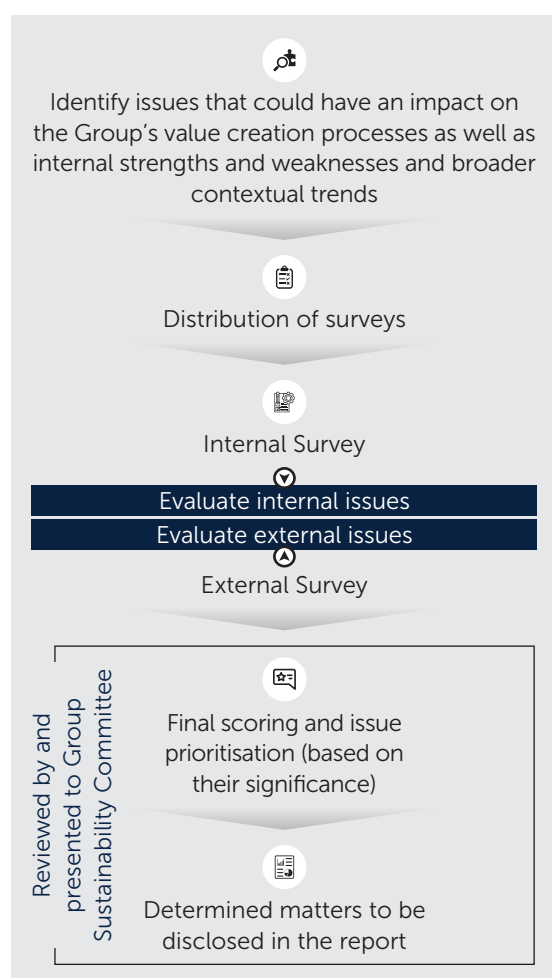 Identify issues that could have an impact on
the Group's value creation processes as well as
internal strengths and weaknesses and broader
contextual trends
Distribution of surveys
Internal Survey
Evaluate internal issues
Evaluate external issues
External Survey
Reviewed by and
presented to Group
Sustainability Committee
Final scoring and issue
prioritisation (based on
their significance)
Determined matters to be
disclosed in the report